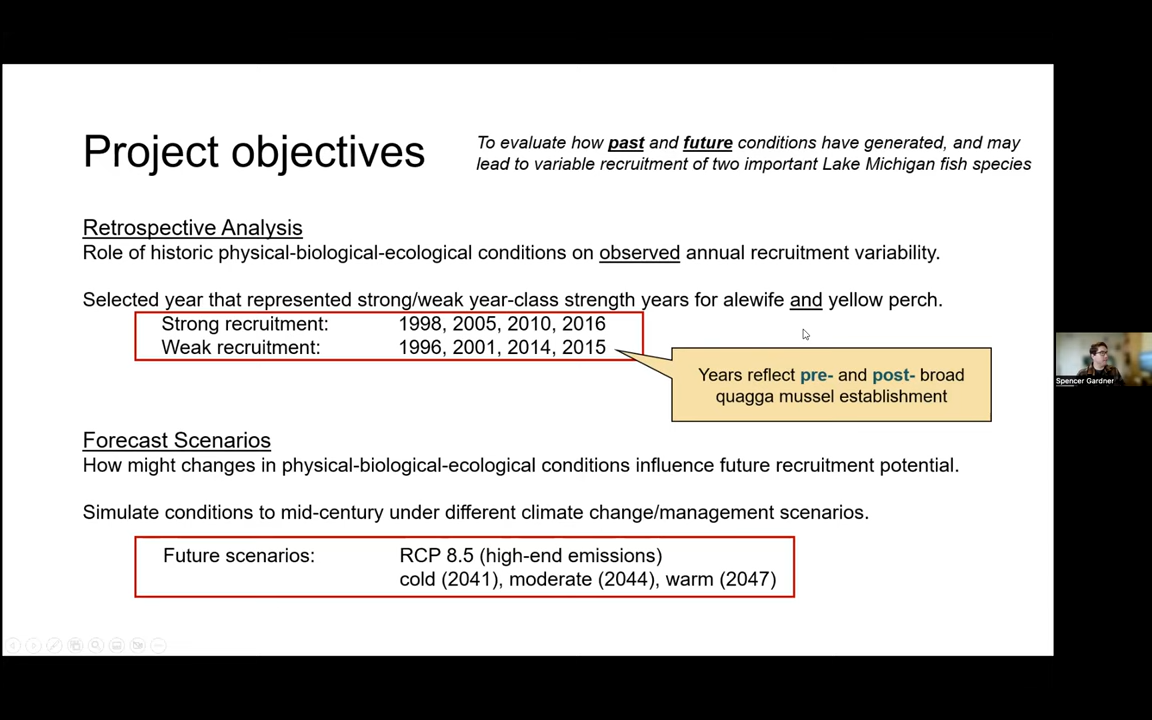 Project objectives
To evaluate how past and future conditions have generated, and may
lead to variable recruitment of two important Lake Michigan fish species
Retrospective Analysis
Role of historic physical-biological-ecological conditions on observed annual recruitment variability.
Selected year that represented strong/weak year-class strength years for alewife and yellow perch.
Strong recruitment: 1998, 2005, 2010, 2016
Weak recruitment: 1996, 2001, 2014, 2015
Years reflect pre- and post- broad
quagga mussel establishment
Spencer Gardner
Forecast Scenarios
How might changes in physical-biological-ecological conditions influence future recruitment potential.
Simulate conditions to mid-century under different climate change/management scenarios.
Future scenarios: RCP 8.5 (high-end emissions)
cold (2041), moderate (2044), warm (2047)